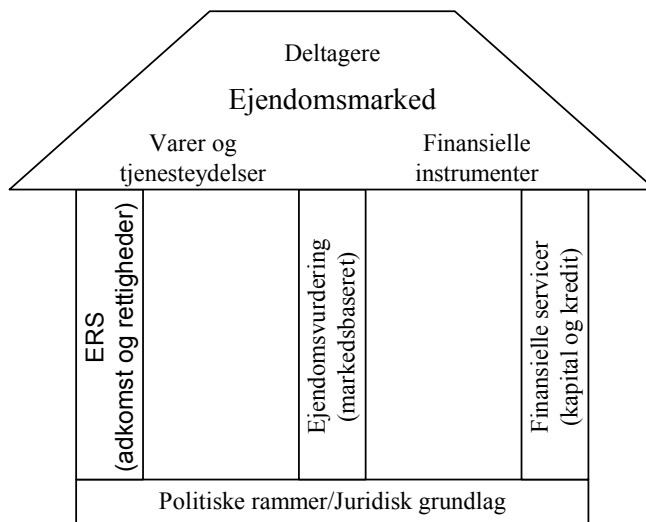 Deltagere
Ejendomsmarked
Varer og
tjenesteydelser
Finansielle
instrumenter
ERS
(adkomst og rettigheder)
Ejendomsvurdering
(markedsbaseret)
Finansielle servicer
(kapital og kredit)
Politiske rammer/Juridisk grundlag